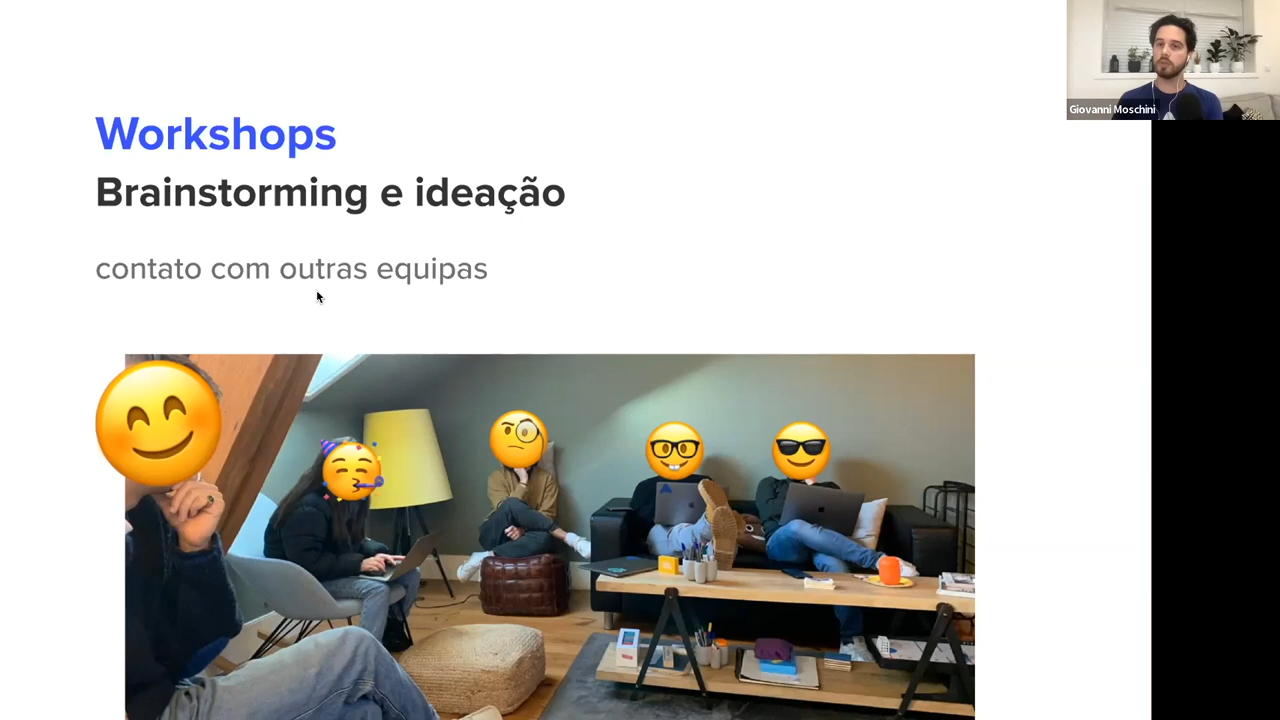 Workshops
Brainstorming e ideação
contato com outras equipas
Giovanni Moschini